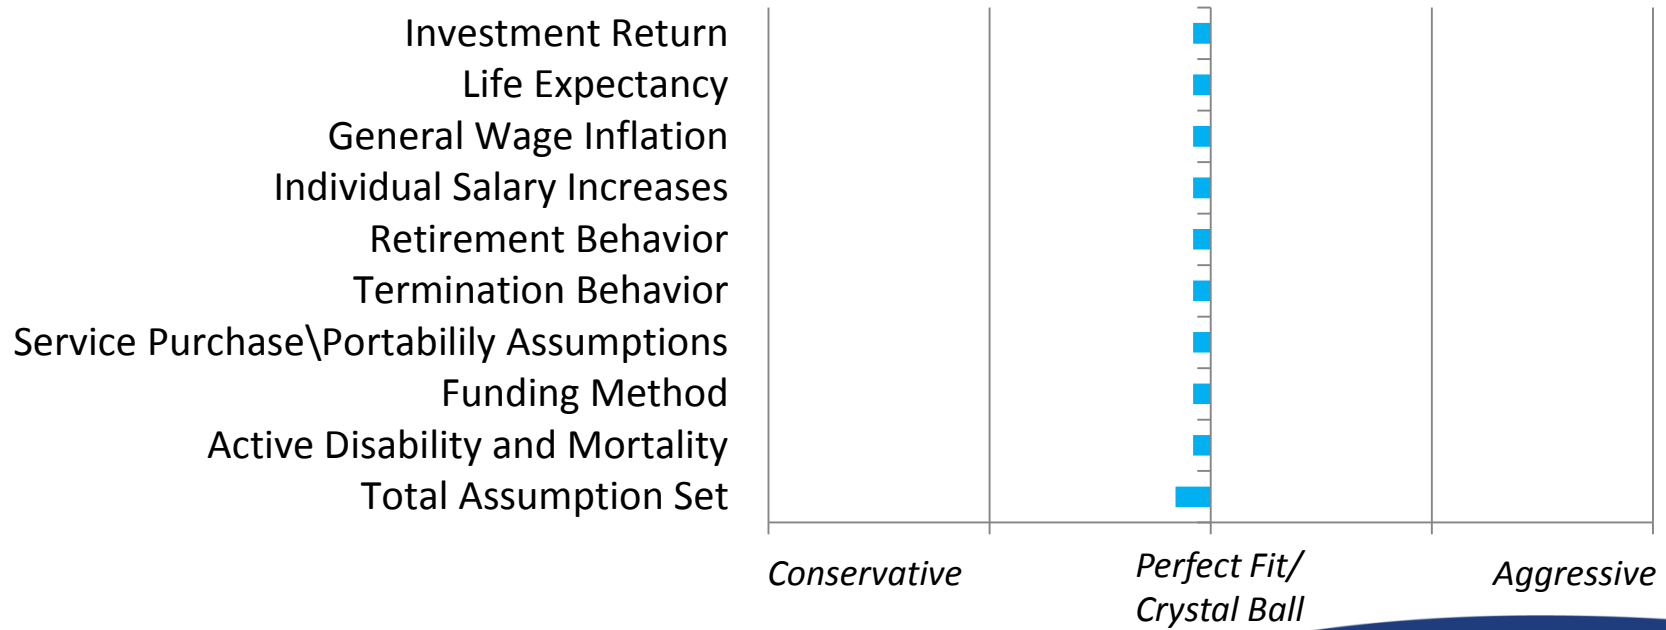 Investment Return
Life Expectancy
General Wage Inflation
Individual Salary Increases
Retirement Behavior
Termination Behavior
Service Purchase\Portabilily Assumptions
Funding Method
Active Disability and Mortality
Total Assumption Set
Conservative
Perfect Fit/
Crystal Ball
Aggressive